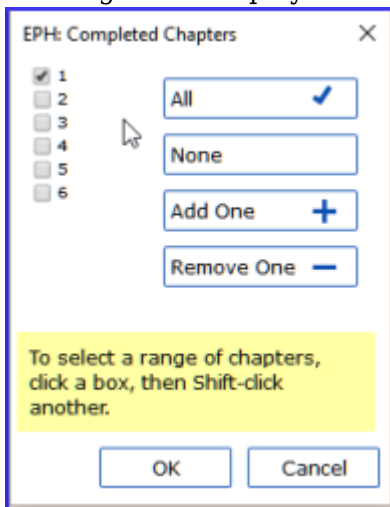 EPH: Completed Chapters
1
2
3
4
5
6
All
None
Add One
Remove One
To select a range of chapters,
click a box, then Shift-click
another.
OK
Cancel